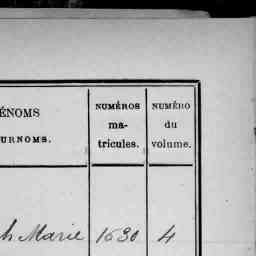 ÉNOMS
URNOMS.
NUMÉROS
ma-
tricules.
NUMÉRO
du
volume.
h Marie 1630 4